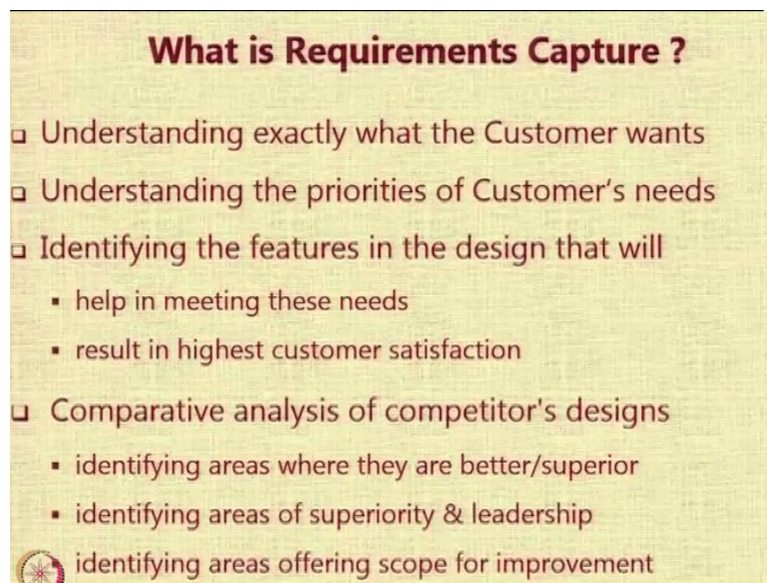 What is Requirements Capture ?
Understanding exactly what the Customer wants
Understanding the priorities of Customer's needs
Identifying the features in the design that will
help in meeting these needs
result in highest customer satisfaction
Comparative analysis of competitor's designs
identifying areas where they are better/superior
identifying areas of superiority & leadership
identifying areas offering scope for improvement